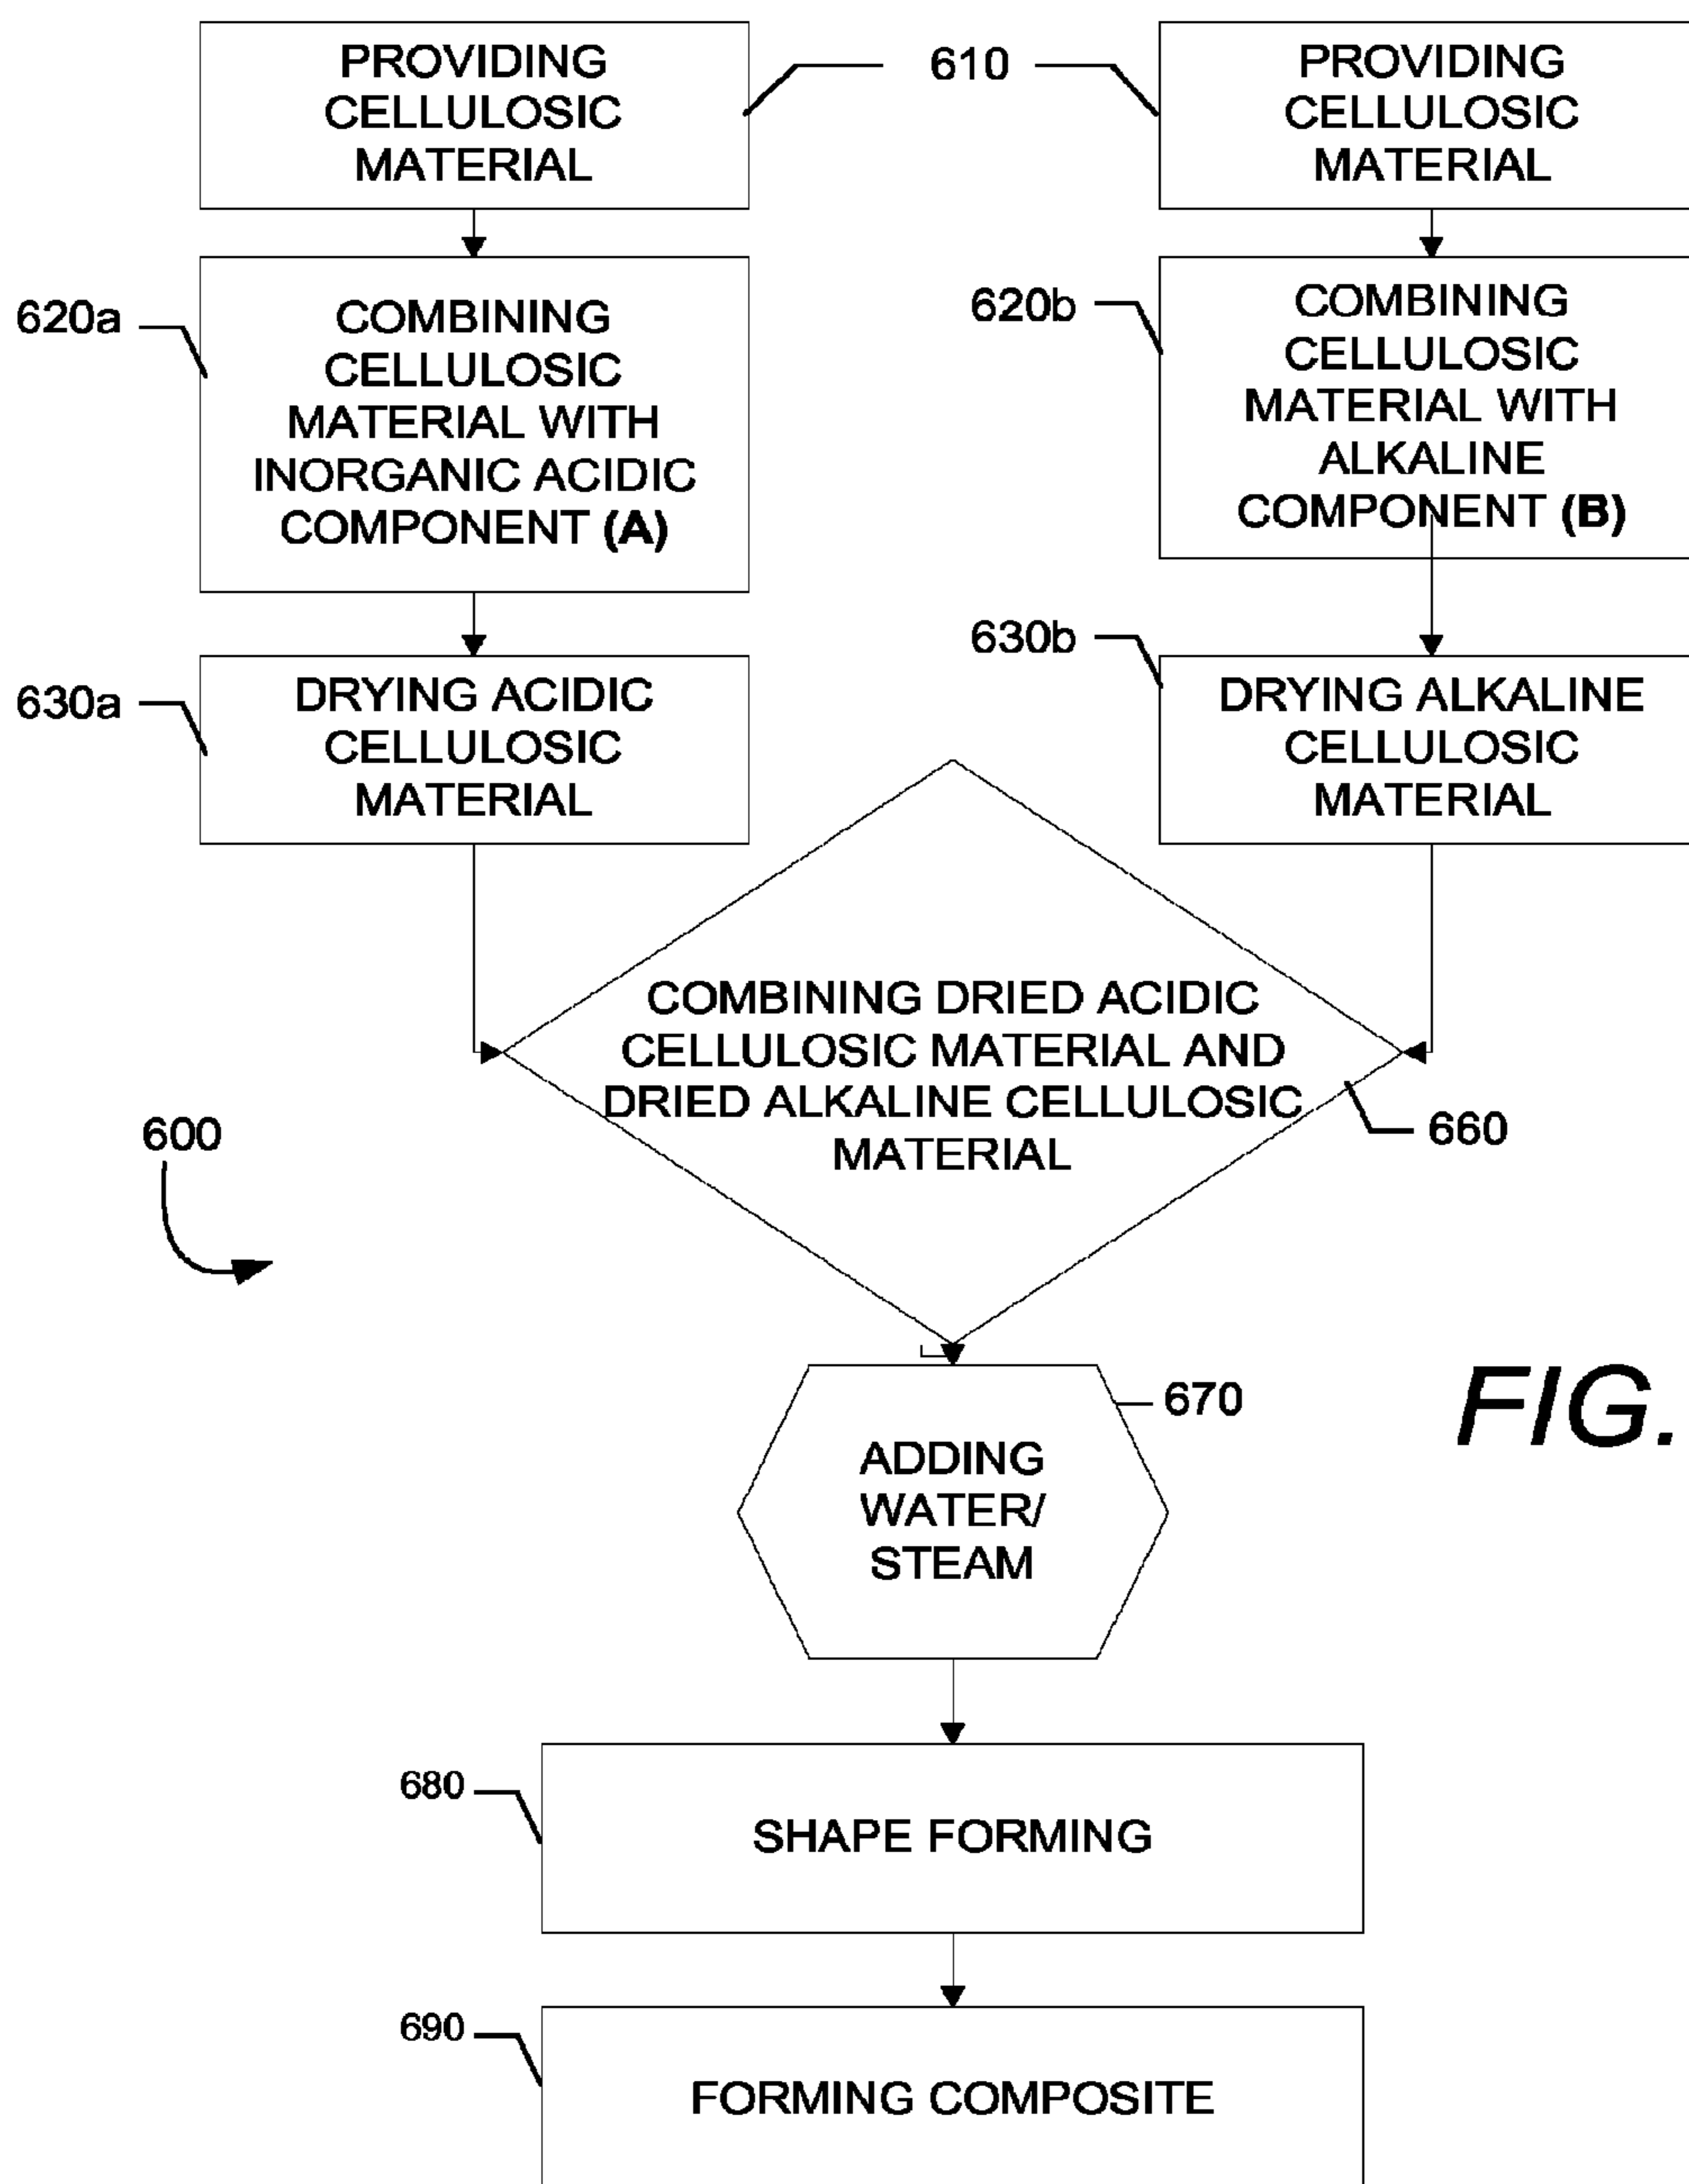 PROVIDING
CELLULOSIC
MATERIAL
610
PROVIDING
CELLULOSIC
MATERIAL
620a
COMBINING
CELLULOSIC
MATERIAL WITH
INORGANIC ACIDIC
COMPONENT (A)
620b
COMBINING
CELLULOSIC
MATERIAL WITH
ALKALINE
COMPONENT (B)
630a
DRYING ACIDIC
CELLULOSIC
MATERIAL
630b
DRYING ALKALINE
CELLULOSIC
MATERIAL
COMBINING DRIED ACIDIC
CELLULOSIC MATERIAL AND
DRIED ALKALINE CELLULOSIC
MATERIAL
660
600
670
ADDING
WATER/
STEAM
FIG.
680
SHAPE FORMING
690
FORMING COMPOSITE